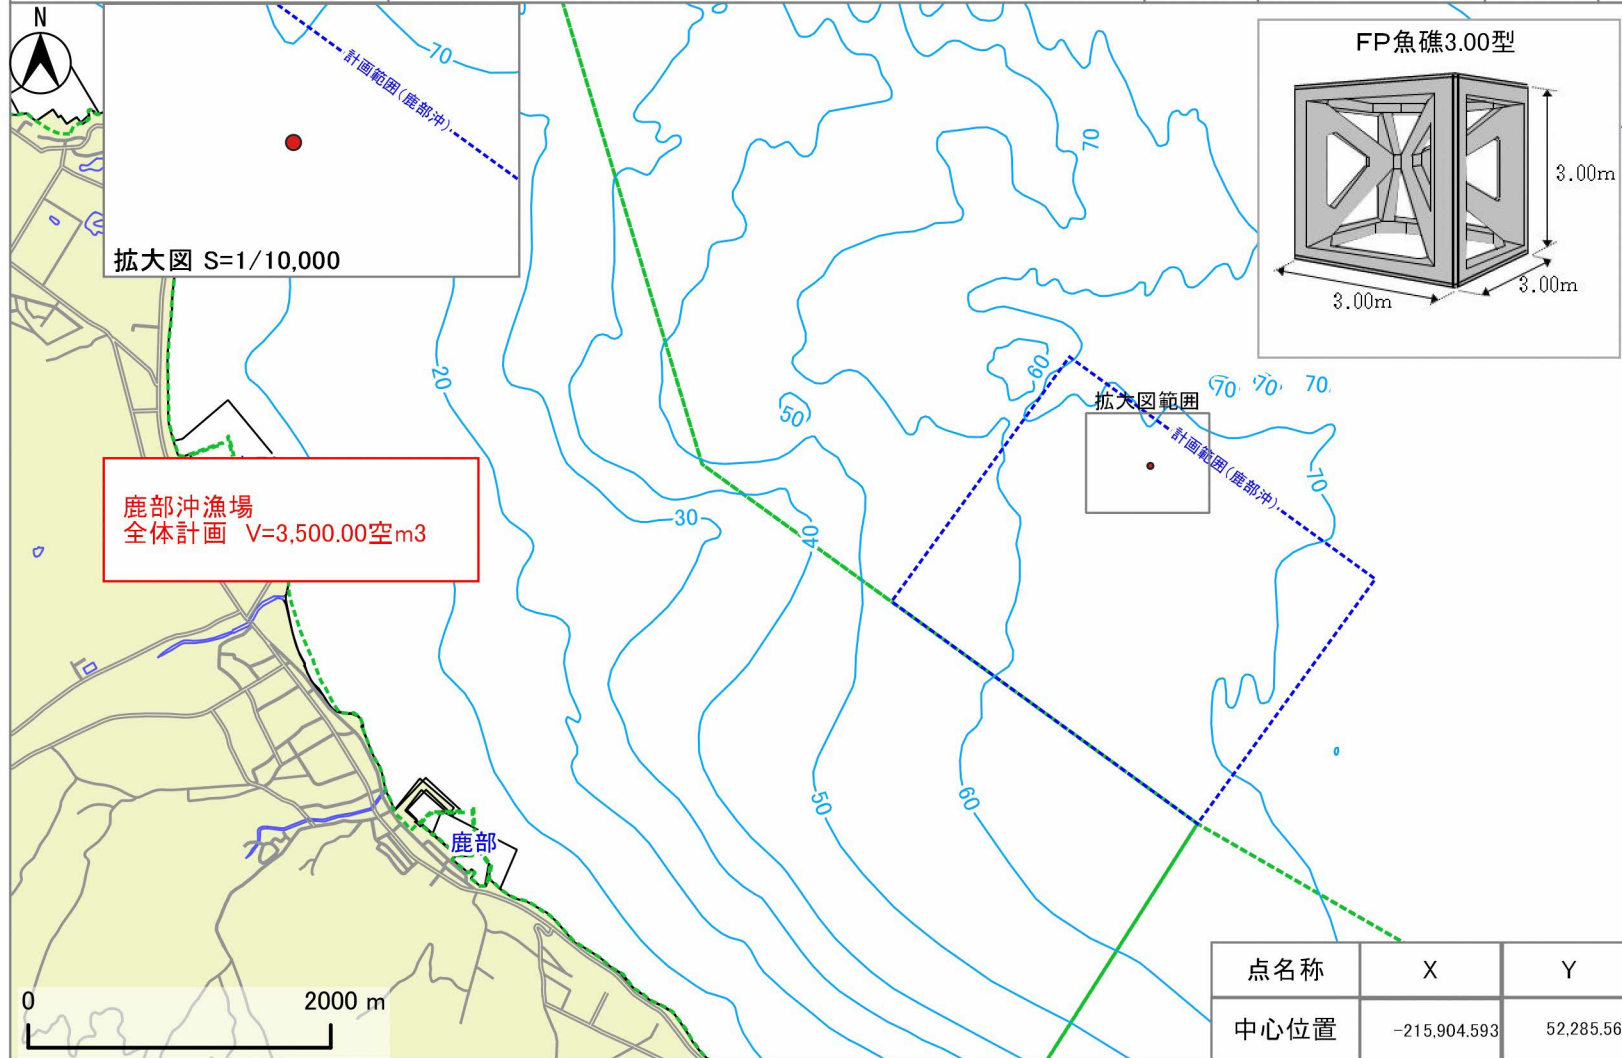 N
70
計画範囲(鹿部沖)
拡大図 S=1/10,000
FP魚礁3.00型
3.00m
3.00m
3.00m
70
20
60
70 70 70
50
拡大図範囲
計画範囲(鹿部沖)
70
鹿部沖漁場
全体計画 V=3,500.00空m3
30
40
50
60
鹿部
0 2000 m
点名称 X Y
中心位置 -215,904.593 52,285.56